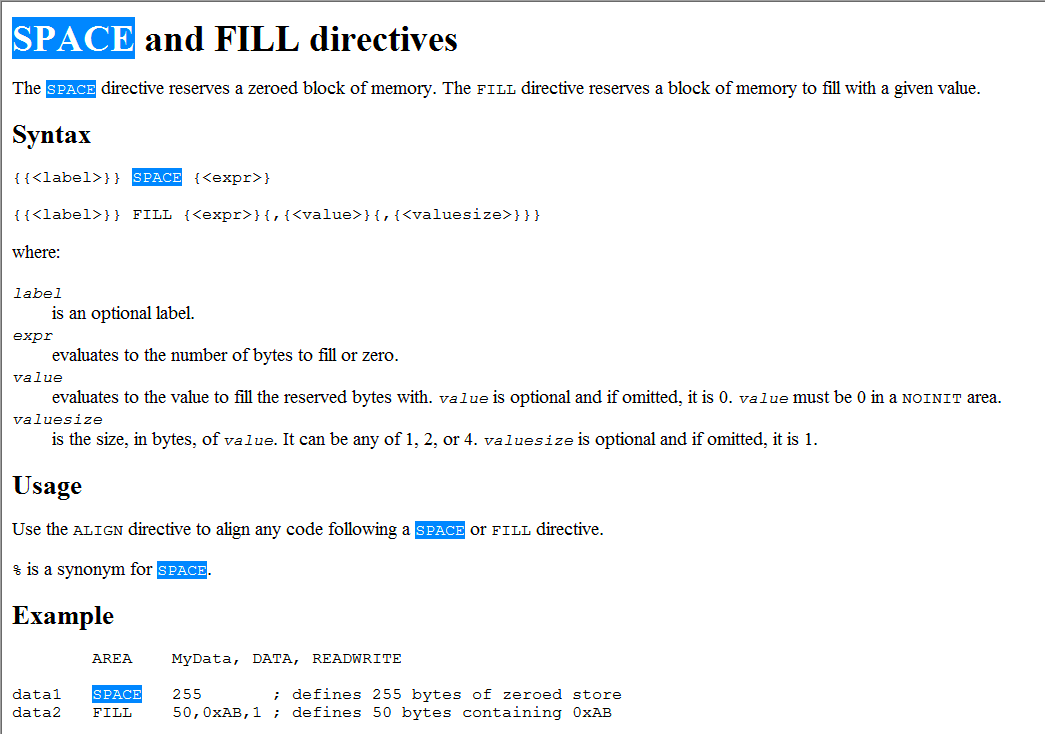 SPACE and FILL directives
The SPACE directive reserves a zeroed block of memory. The FILL directive reserves a block of memory to fill with a given value.
Syntax
{{<label>}} SPACE {<expr>}
{{<label>}} FILL {<expr>}{,{<value>}{,{<valuesize>}}}
where:
label
is an optional label.
expr
evaluates to the number of bytes to fill or zero.
value
evaluates to the value to fill the reserved bytes with. value is optional and if omitted, it is 0. value must be 0 in a NOINIT area.
valuesize
is the size, in bytes, of value. It can be any of 1, 2, or 4. valuesize is optional and if omitted, it is 1.
Usage
Use the ALIGN directive to align any code following a SPACE or FILL directive.
% is a synonym for SPACE.
Example
AREA    MyData, DATA, READWRITE
data1   SPACE   255       ; defines 255 bytes of zeroed store
data2   FILL    50,0xAB,1 ; defines 50 bytes containing 0xAB